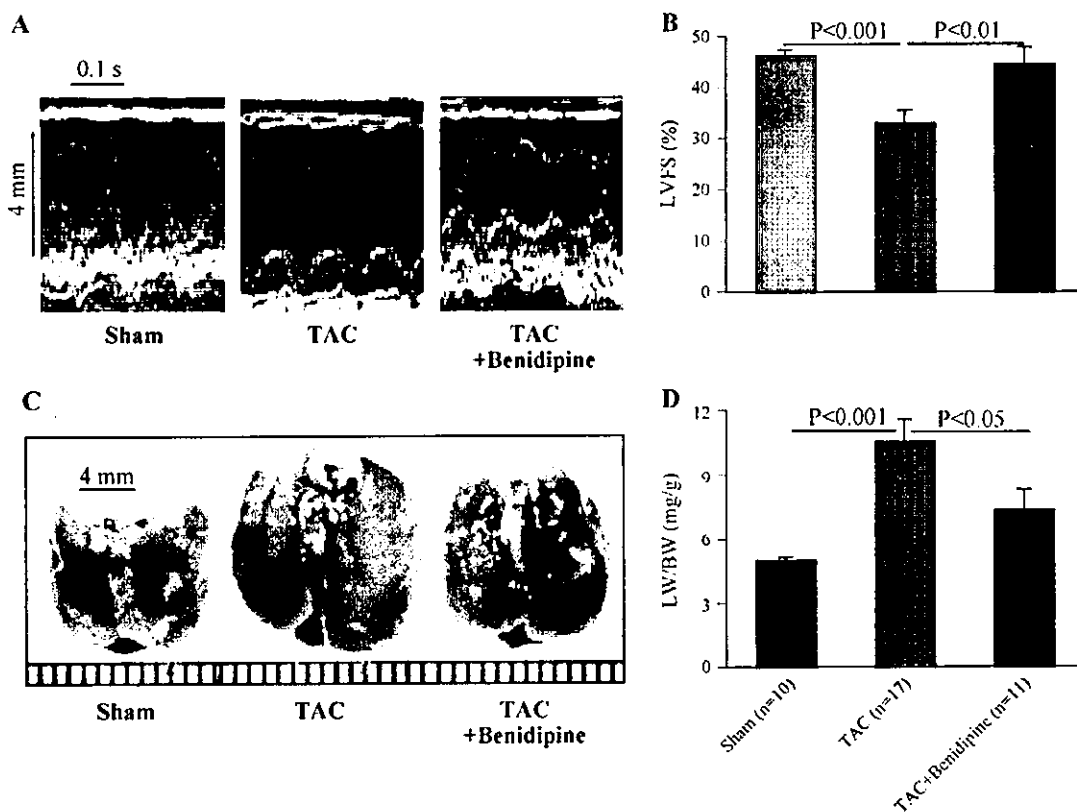 A
0.1 s
4 mm
Sham
TAC
TAC
+Benidipine
B
P<0.001
P<0.01
50
40
30
20
10
0
LVFS (%)
C
4 mm
Sham
TAC
TAC
+Benidipine
D
P<0.001
P<0.05
12
9
6
3
0
LW/BW (mg/g)
Sham (n=10)
TAC (n=17)
TAC+Benidipine (n=11)